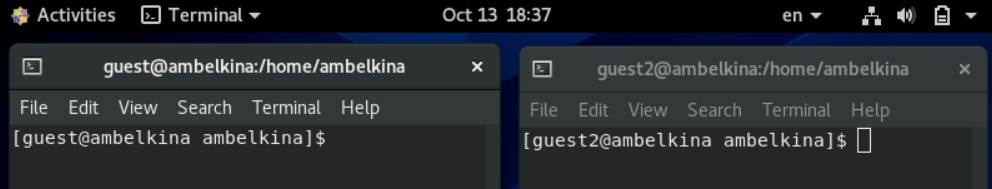 Activities Terminal Oct 13 18:37 en
guest@ambelkina:/home/ambelkina ×
File Edit View Search Terminal Help
[guest@ambelkina ambelkina]$
guest2@ambelkina:/home/ambelkina ×
File Edit View Search Terminal Help
[guest2@ambelkina ambelkina]$